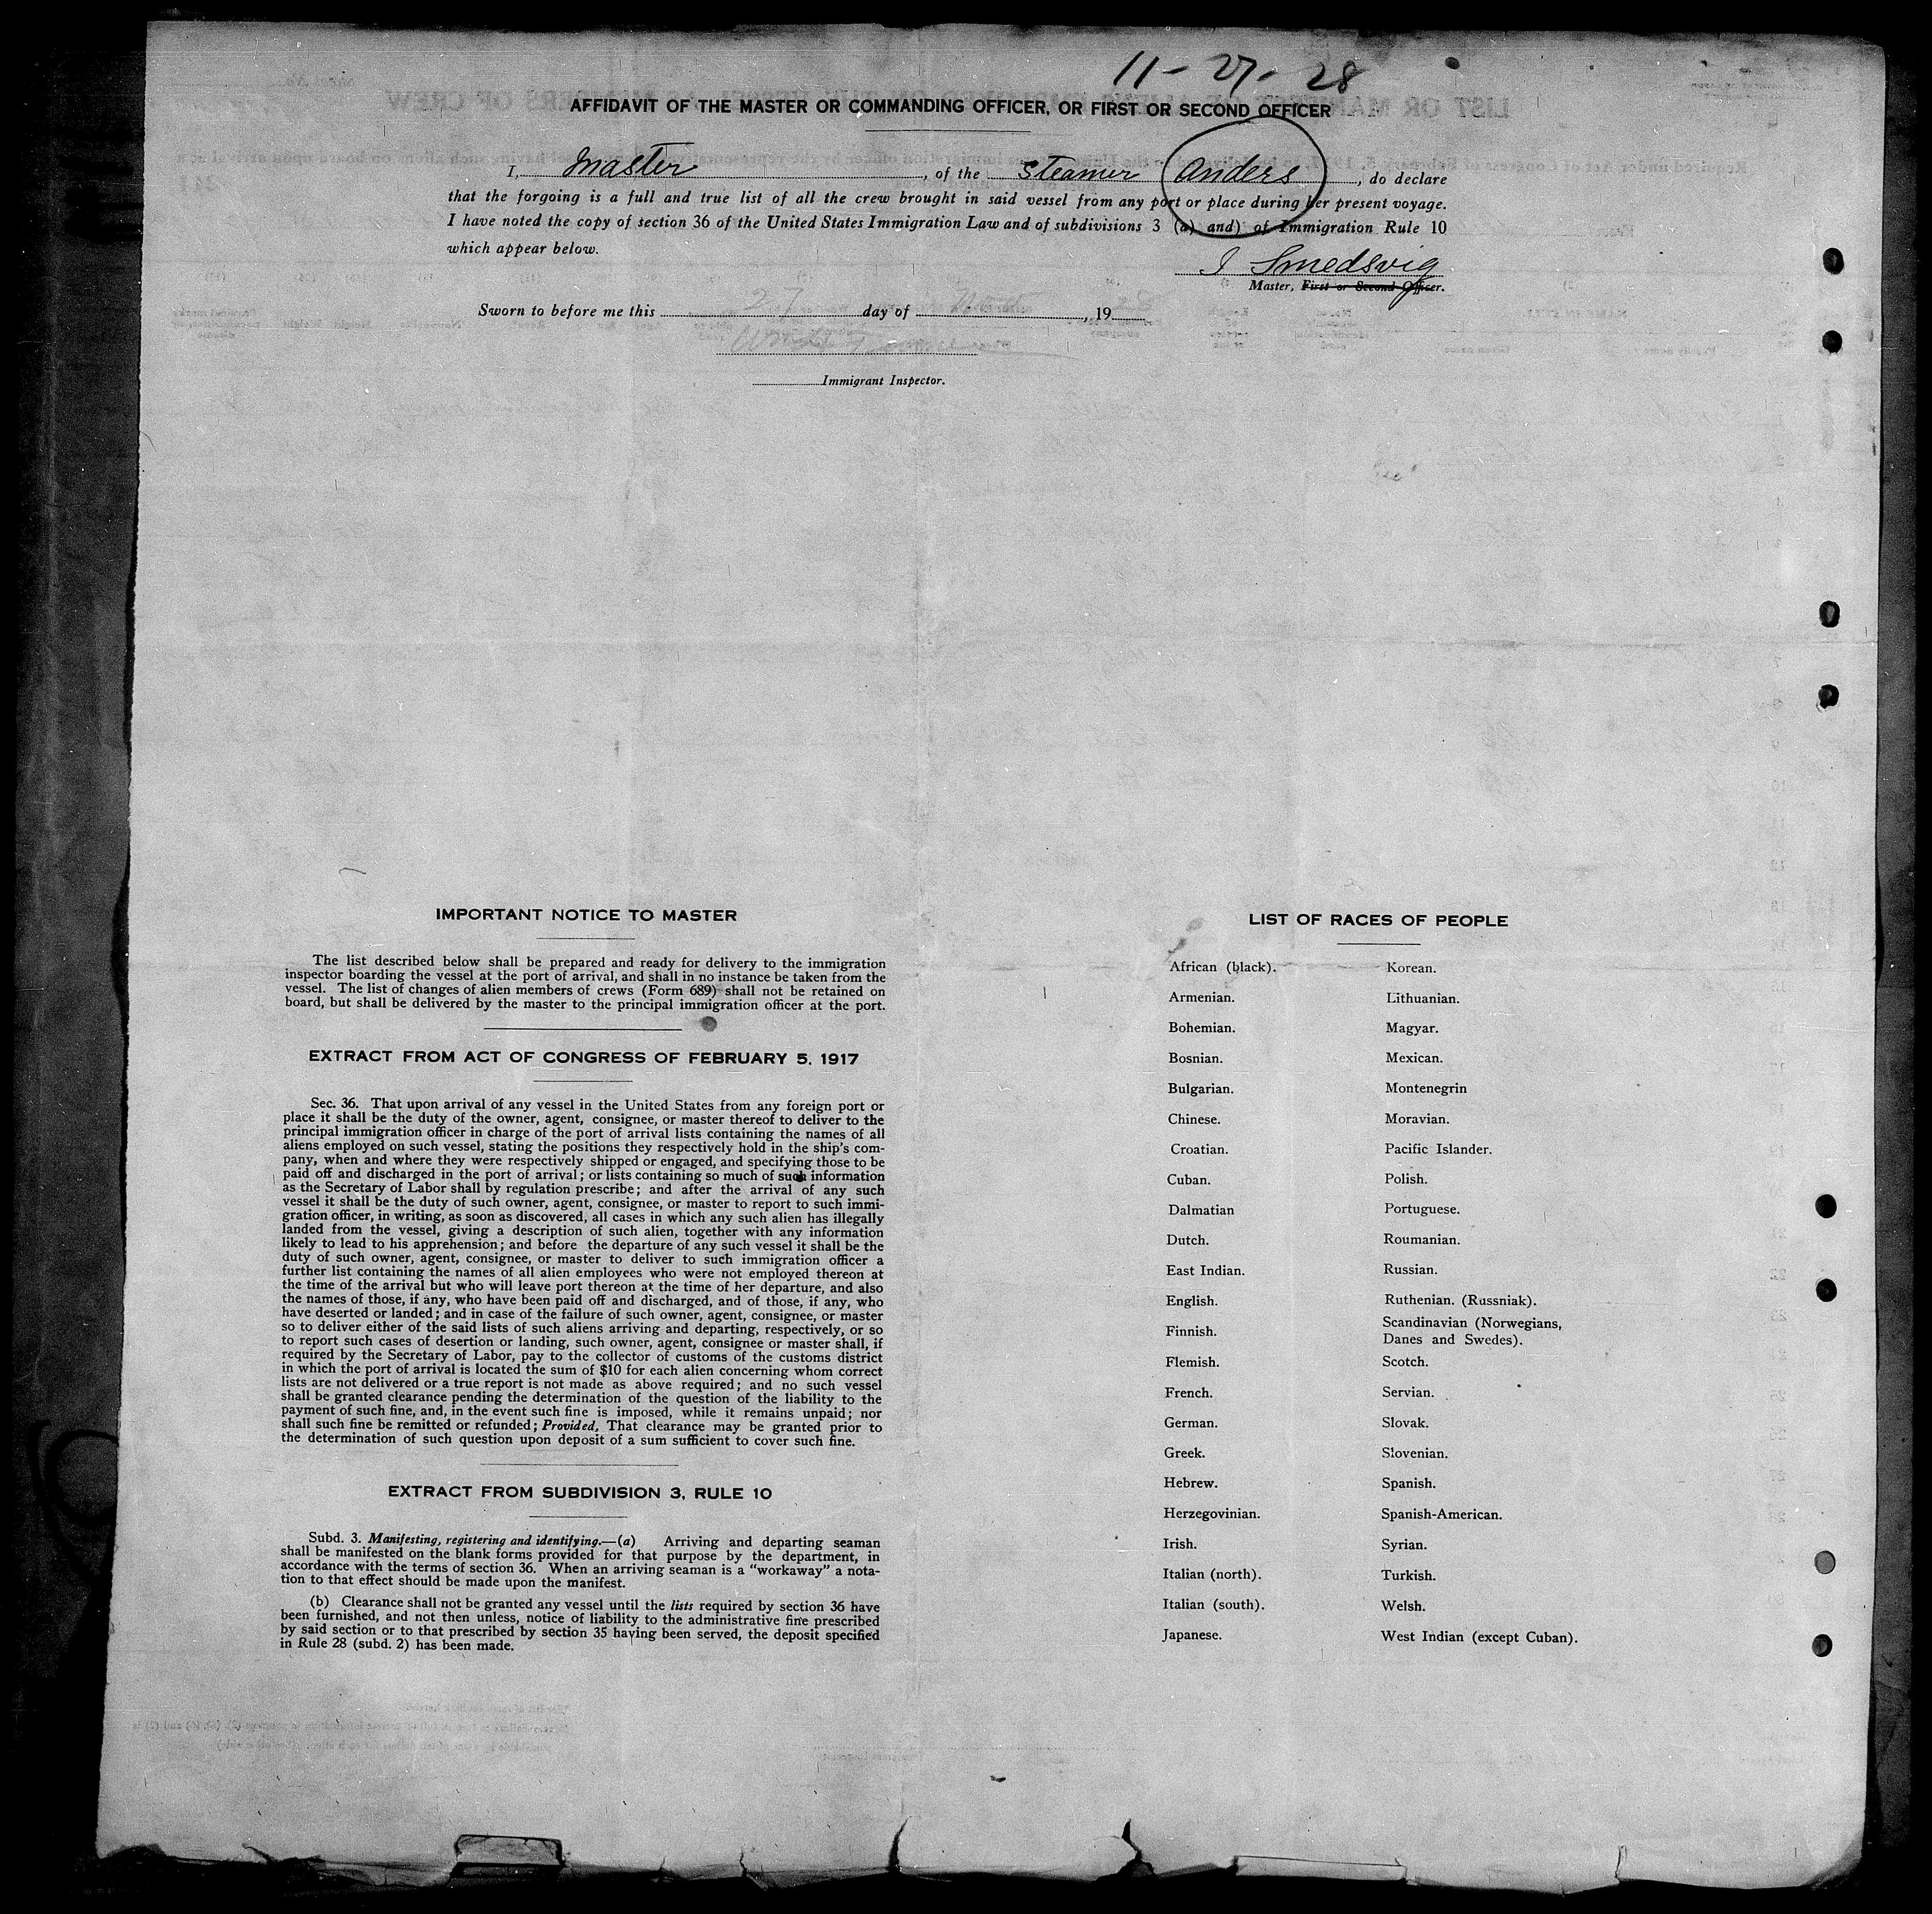 11-27-28
AFFIDAVIT OF THE MASTER OR COMMANDING OFFICER, OR FIRST OR SECOND OFFICER
I, Master, of the Steamer Anders, do declare
that the forgoing is a full and true list of all the crew brought in said vessel from any port or place during her present voyage.
I have noted the copy of section 36 of the United States Immigration Law and of subdivisions 3 (a) and) of Immigration Rule 10
which appear below.
I Smedsvig
Master, First or Second Officer.
Sworn to before me this 27 day of , 1928
Immigrant Inspector.
IMPORTANT NOTICE TO MASTER
The list described below shall be prepared and ready for delivery to the immigration
inspector boarding the vessel at the port of arrival, and shall in no instance be taken from the
vessel. The list of changes of alien members of crews (Form 689) shall not be retained on
board, but shall be delivered by the master to the principal immigration officer at the port.
EXTRACT FROM ACT OF CONGRESS OF FEBRUARY 5, 1917
Sec. 36. That upon arrival of any vessel in the United States from any foreign port or
place it shall be the duty of the owner, agent, consignee, or master thereof to deliver to the
principal immigration officer in charge of the port of arrival lists containing the names of all
aliens employed on such vessel, stating the positions they respectively hold in the ship's com-
pany, when and where they were respectively shipped or engaged, and specifying those to be
paid off and discharged in the port of arrival; or lists containing so much of such information
as the Secretary of Labor shall by regulation prescribe; and after the arrival of any such
vessel it shall be the duty of such owner, agent, consignee, or master to report to such immi-
gration officer, in writing, as soon as discovered, all cases in which any such alien has illegally
landed from the vessel, giving a description of such alien, together with any information
likely to lead to his apprehension; and before the departure of any such vessel it shall be the
duty of such owner, agent, consignee, or master to deliver to such immigration officer a
further list containing the names of all alien employees who were not employed thereon at
the time of the arrival but who will leave port thereon at the time of her departure, and also
the names of those, if any, who have been paid off and discharged, and of those, if any, who
have deserted or landed; and in case of the failure of such owner, agent, consignee, or master
so to deliver either of the said lists of such aliens arriving and departing, respectively, or so
to report such cases of desertion or landing, such owner, agent, consignee or master shall, if
required by the Secretary of Labor, pay to the collector of customs of the customs district
in which the port of arrival is located the sum of $10 for each alien concerning whom correct
lists are not delivered or a true report is not made as above required; and no such vessel
shall be granted clearance pending the determination of the question of the liability to the
payment of such fine, and, in the event such fine is imposed, while it remains unpaid; nor
shall such fine be remitted or refunded; Provided, That clearance may be granted prior to
the determination of such question upon deposit of a sum sufficient to cover such fine.
EXTRACT FROM SUBDIVISION 3, RULE 10
Subd. 3. Manifesting, registering and identifying.—(a) Arriving and departing seaman
shall be manifested on the blank forms provided for that purpose by the department, in
accordance with the terms of section 36. When an arriving seaman is a "workaway" a nota-
tion to that effect should be made upon the manifest.
(b) Clearance shall not be granted any vessel until the lists required by section 36 have
been furnished, and not then unless, notice of liability to the administrative fine prescribed
by said section or to that prescribed by section 35 having been served, the deposit specified
in Rule 28 (subd. 2) has been made.
LIST OF RACES OF PEOPLE
African (black).
Armenian.
Bohemian.
Bosnian.
Bulgarian.
Chinese.
Croatian.
Cuban.
Dalmatian
Dutch.
East Indian.
English.
Finnish.
Flemish.
French.
German.
Greek.
Hebrew.
Herzegovinian.
Irish.
Italian (north).
Italian (south).
Japanese.
Korean.
Lithuanian.
Magyar.
Mexican.
Montenegrin
Moravian.
Pacific Islander.
Polish.
Portuguese.
Roumanian.
Russian.
Ruthenian. (Russniak).
Scandinavian (Norwegians,
Danes and Swedes).
Scotch.
Servian.
Slovak.
Slovenian.
Spanish.
Spanish-American.
Syrian.
Turkish.
Welsh.
West Indian (except Cuban).